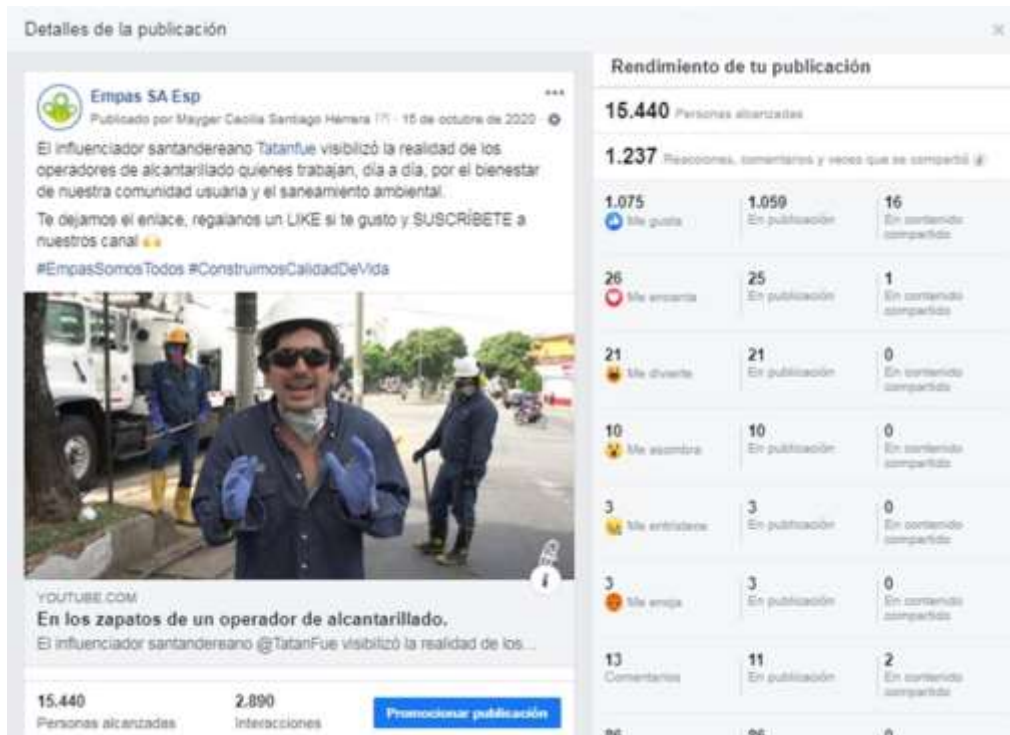 Detalles de la publicación
Empas SA Esp
Publicado por Mayger Cecilia Santiago Herrera [?] · 15 de octubre de 2020 ·
El influenciador santandereano Tatanfue visibilizó la realidad de los
operadores de alcantarillado quienes trabajan, día a día, por el bienestar
de nuestra comunidad usuaria y el saneamiento ambiental.
Te dejamos el enlace, regalanos un LIKE si te gusto y SUSCRÍBETE a
nuestros canal
#EmpasSomosTodos #ConstruimosCalidadDeVida
YOUTUBE.COM
En los zapatos de un operador de alcantarillado.
El influenciador santandereano @TatanFue visibilizó la realidad de los...
15.440
Personas alcanzadas
2.890
Interacciones
Promocionar publicación
Rendimiento de tu publicación
15.440 Personas alcanzadas
1.237 Reacciones, comentarios y veces que se compartió
1.075
Me gusta
1.059
En publicación
16
En contenido
compartido
26
Me encanta
25
En publicación
1
En contenido
compartido
21
Me divierte
21
En publicación
0
En contenido
compartido
10
Me asombra
10
En publicación
0
En contenido
compartido
3
Me entristece
3
En publicación
0
En contenido
compartido
3
Me enoja
3
En publicación
0
En contenido
compartido
13
Comentarios
11
En publicación
2
En contenido
compartido